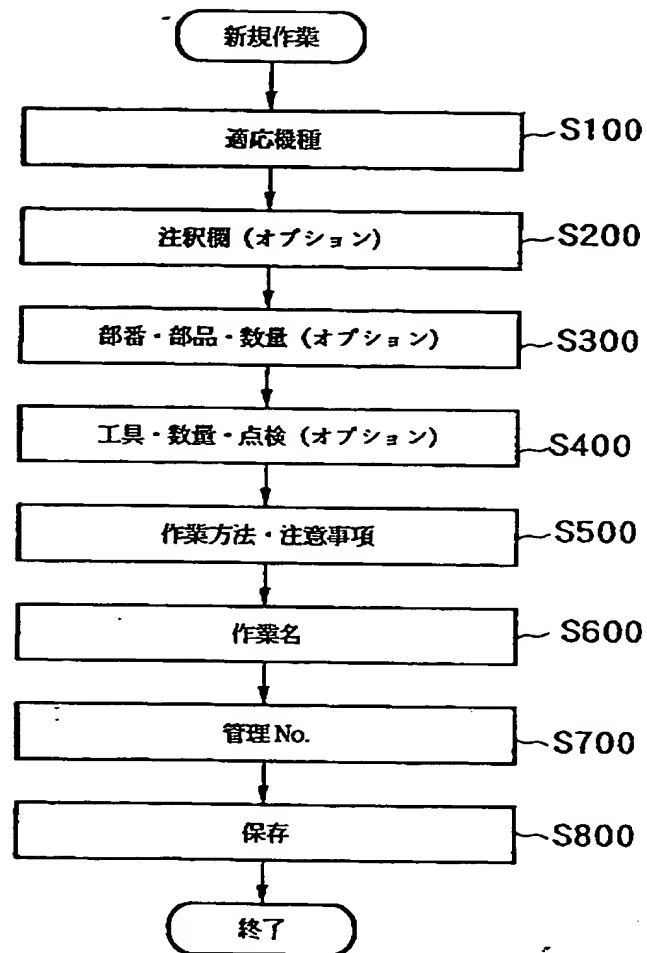 新規作業
適応機種 S100
注釈欄（オプション） S200
部番・部品・数量（オプション） S300
工具・数量・点検（オプション） S400
作業方法・注意事項 S500
作業名 S600
管理No. S700
保存 S800
終了